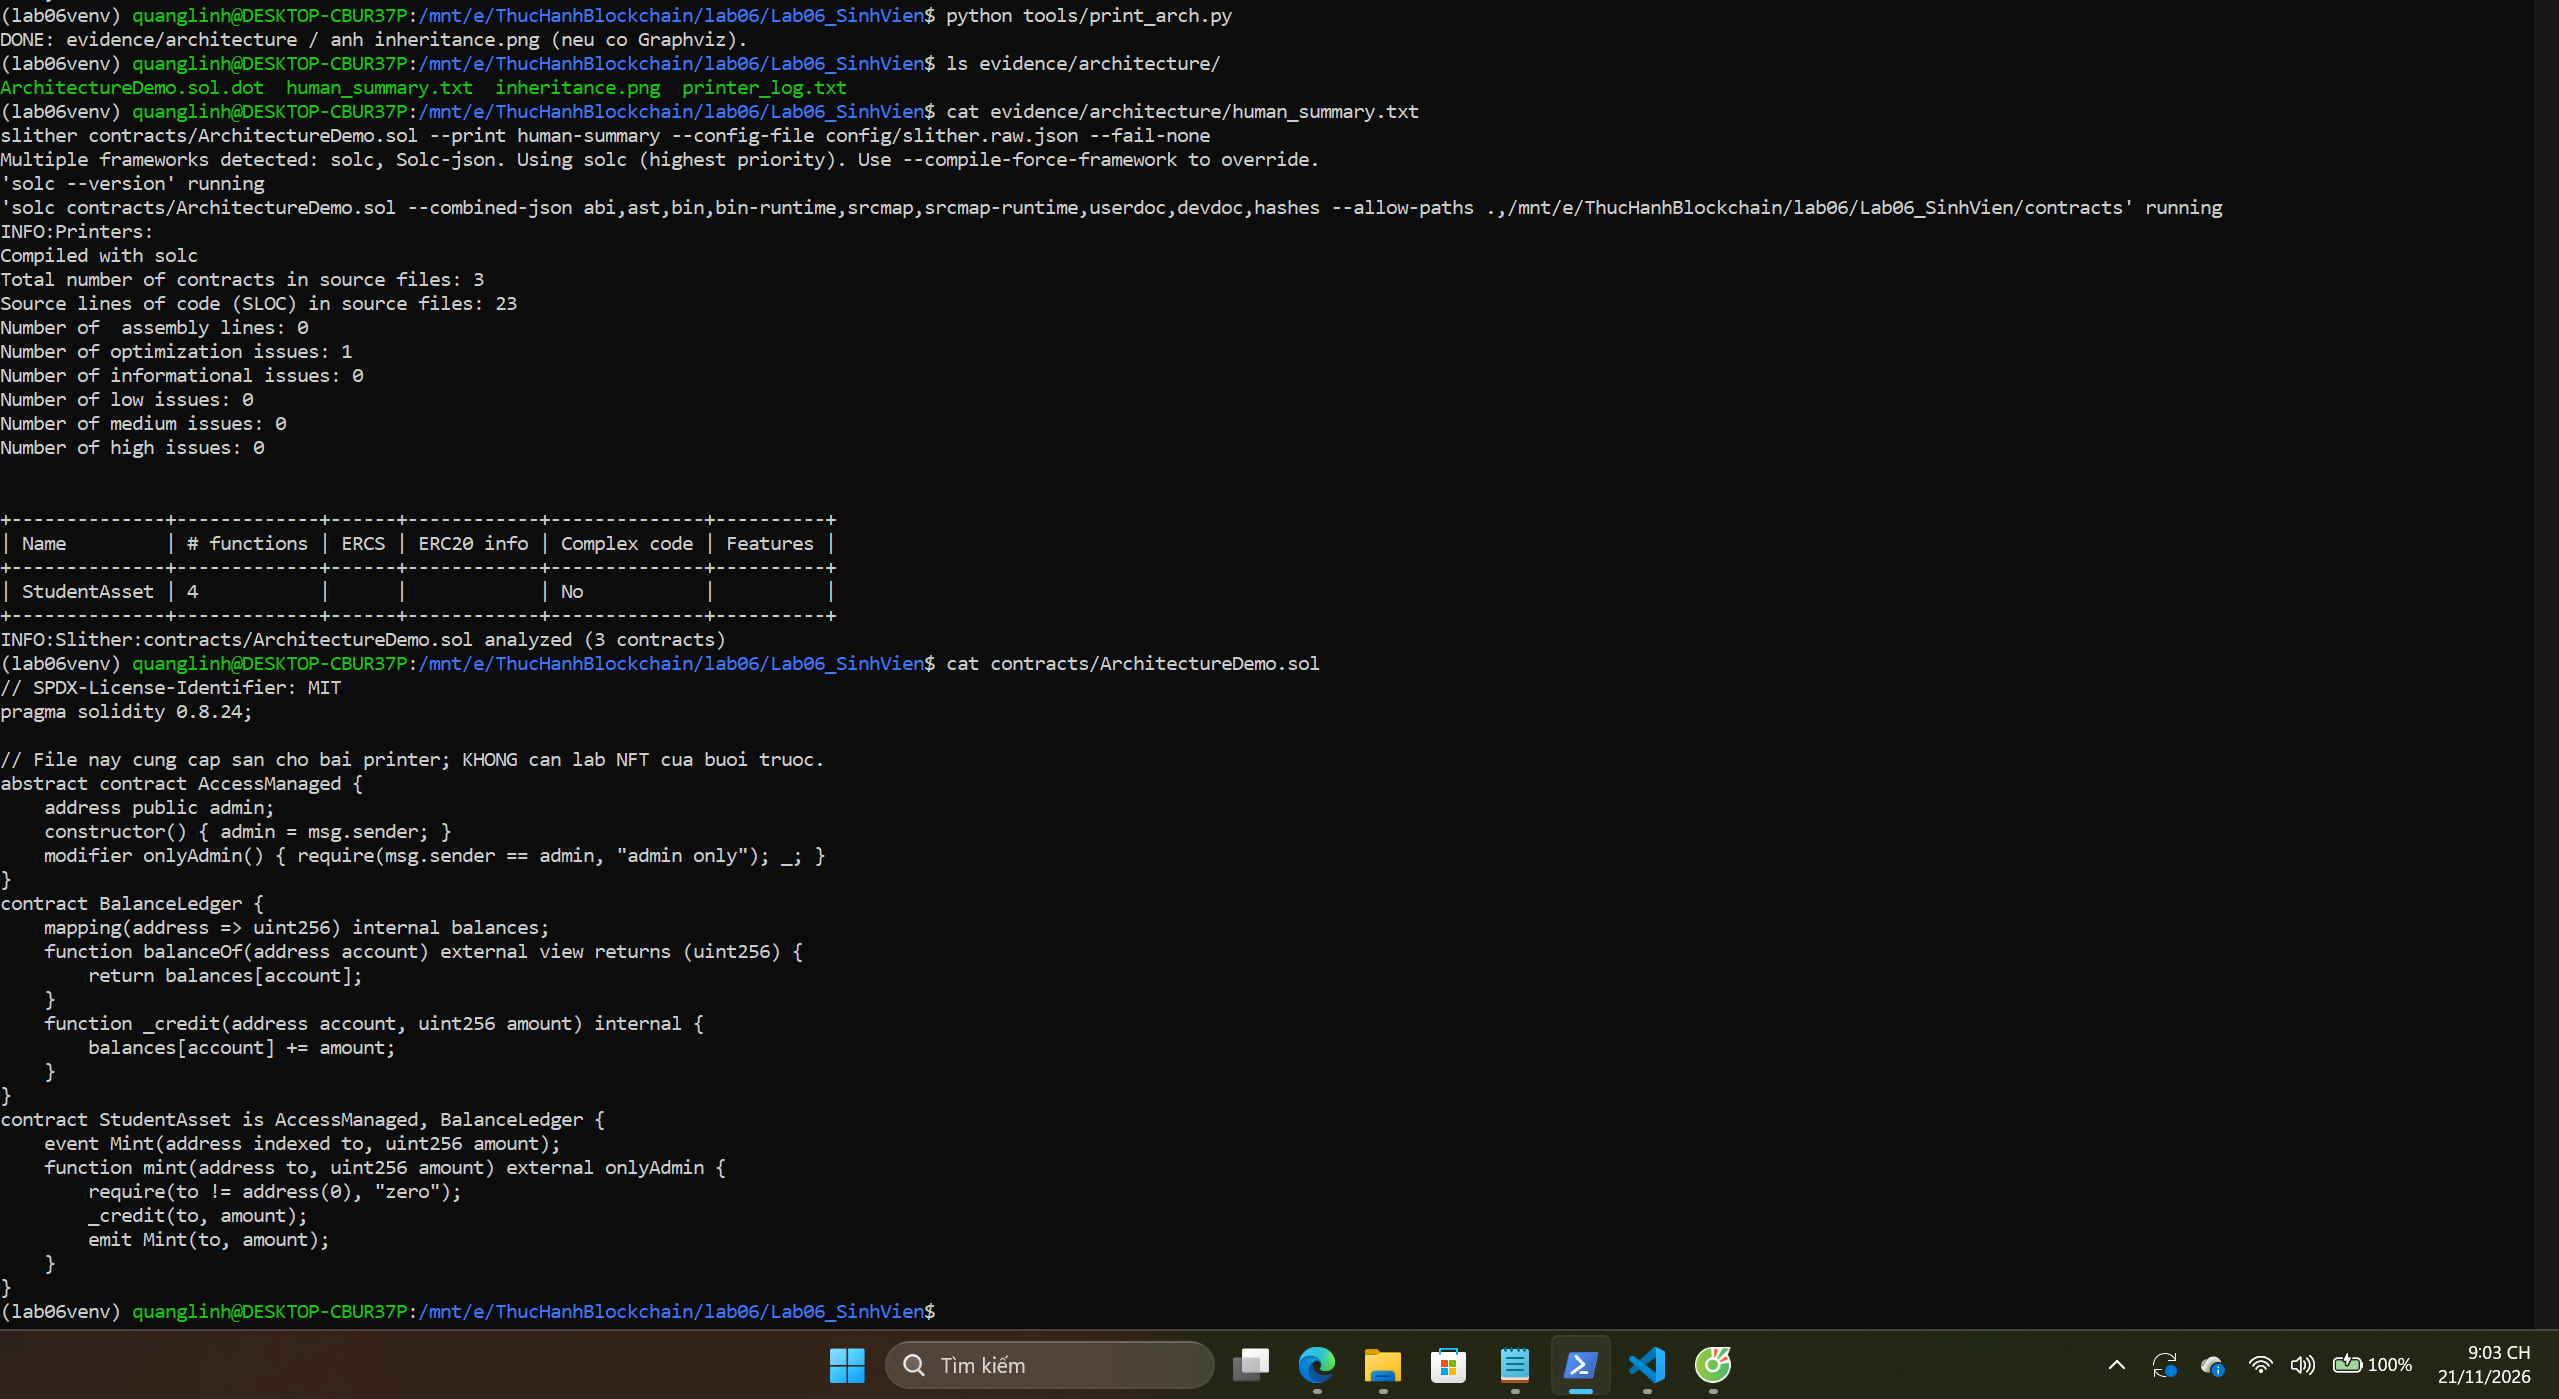 (lab06venv) quanglinh@DESKTOP-CBUR37P:/mnt/e/ThucHanhBlockchain/lab06/Lab06_SinhVien$ python tools/print_arch.py
DONE: evidence/architecture / anh inheritance.png (neu co Graphviz).
(lab06venv) quanglinh@DESKTOP-CBUR37P:/mnt/e/ThucHanhBlockchain/lab06/Lab06_SinhVien$ ls evidence/architecture/
ArchitectureDemo.sol.dot  human_summary.txt  inheritance.png  printer_log.txt
(lab06venv) quanglinh@DESKTOP-CBUR37P:/mnt/e/ThucHanhBlockchain/lab06/Lab06_SinhVien$ cat evidence/architecture/human_summary.txt
slither contracts/ArchitectureDemo.sol --print human-summary --config-file config/slither.raw.json --fail-none
Multiple frameworks detected: solc, Solc-json. Using solc (highest priority). Use --compile-force-framework to override.
'solc --version' running
'solc contracts/ArchitectureDemo.sol --combined-json abi,ast,bin,bin-runtime,srcmap,srcmap-runtime,userdoc,devdoc,hashes --allow-paths .,/mnt/e/ThucHanhBlockchain/lab06/Lab06_SinhVien/contracts' running
INFO:Printers:
Compiled with solc
Total number of contracts in source files: 3
Source lines of code (SLOC) in source files: 23
Number of  assembly lines: 0
Number of optimization issues: 1
Number of informational issues: 0
Number of low issues: 0
Number of medium issues: 0
Number of high issues: 0
+--------------+-------------+------+------------+--------------+----------+
| Name         | # functions | ERCS | ERC20 info | Complex code | Features |
+--------------+-------------+------+------------+--------------+----------+
| StudentAsset | 4           |      |            | No           |          |
+--------------+-------------+------+------------+--------------+----------+
INFO:Slither:contracts/ArchitectureDemo.sol analyzed (3 contracts)
(lab06venv) quanglinh@DESKTOP-CBUR37P:/mnt/e/ThucHanhBlockchain/lab06/Lab06_SinhVien$ cat contracts/ArchitectureDemo.sol
// SPDX-License-Identifier: MIT
pragma solidity 0.8.24;
// File nay cung cap san cho bai printer; KHONG can lab NFT cua buoi truoc.
abstract contract AccessManaged {
    address public admin;
    constructor() { admin = msg.sender; }
    modifier onlyAdmin() { require(msg.sender == admin, "admin only"); _; }
}
contract BalanceLedger {
    mapping(address => uint256) internal balances;
    function balanceOf(address account) external view returns (uint256) {
        return balances[account];
    }
    function _credit(address account, uint256 amount) internal {
        balances[account] += amount;
    }
}
contract StudentAsset is AccessManaged, BalanceLedger {
    event Mint(address indexed to, uint256 amount);
    function mint(address to, uint256 amount) external onlyAdmin {
        require(to != address(0), "zero");
        _credit(to, amount);
        emit Mint(to, amount);
    }
}
(lab06venv) quanglinh@DESKTOP-CBUR37P:/mnt/e/ThucHanhBlockchain/lab06/Lab06_SinhVien$
Tìm kiếm
100%
9:03 CH
21/11/2026